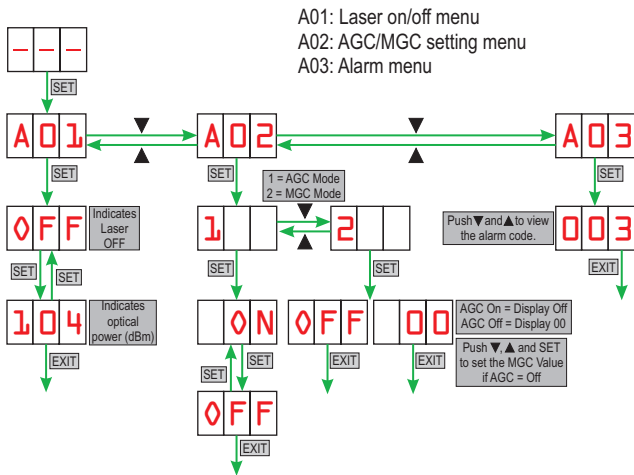 A01: Laser on/off menu
A02: AGC/MGC setting menu
A03: Alarm menu
– – –
SET
A01
A02
A03
SET
SET
SET
1 = AGC Mode
2 = MGC Mode
OFF
Indicates
Laser
OFF
1
2
Push ▼ and ▲ to view
the alarm code.
003
SET
SET
SET
SET
EXIT
104
Indicates
optical
power (dBm)
ON
OFF
00
AGC On = Display Off
AGC Off = Display 00
EXIT
SET
SET
EXIT
EXIT
Push ▼, ▲ and SET
to set the MGC Value
if AGC = Off
OFF
EXIT